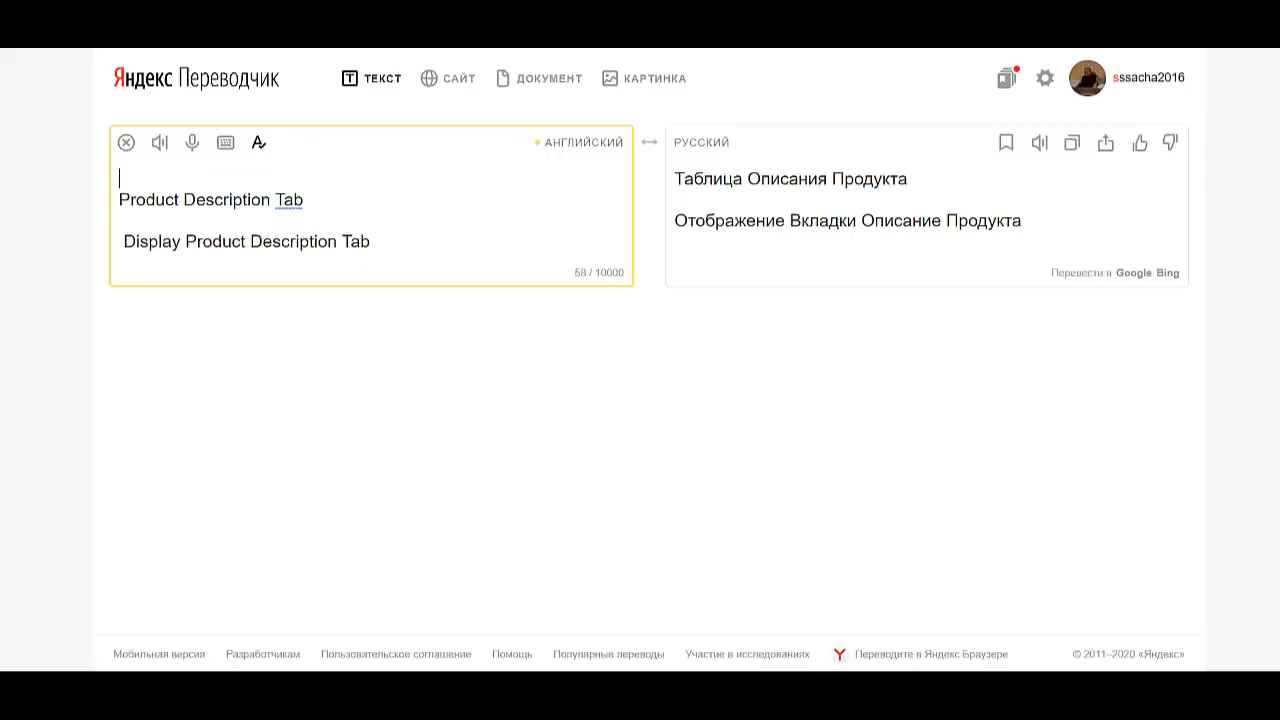 Яндекс Переводчик
ТЕКСТ
САЙТ
ДОКУМЕНТ
КАРТИНКА
sssacha2016
АНГЛИЙСКИЙ
РУССКИЙ
Product Description Tab
Display Product Description Tab
58 / 10000
Таблица Описания Продукта
Отображение Вкладки Описание Продукта
Перевести в Google Bing
Мобильная версия
Разработчикам
Пользовательское соглашение
Помощь
Популярные переводы
Участие в исследованиях
Переводите в Яндекс Браузере
© 2011–2020 «Яндекс»